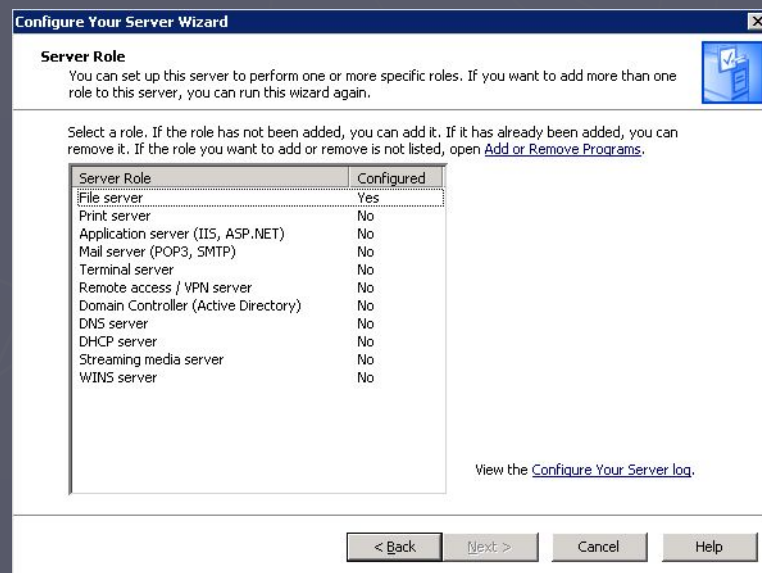 Configure Your Server Wizard
Server Role
You can set up this server to perform one or more specific roles. If you want to add more than one
role to this server, you can run this wizard again.
Select a role. If the role has not been added, you can add it. If it has already been added, you can
remove it. If the role you want to add or remove is not listed, open Add or Remove Programs.
Server Role Configured
File server Yes
Print server No
Application server (IIS, ASP.NET) No
Mail server (POP3, SMTP) No
Terminal server No
Remote access / VPN server No
Domain Controller (Active Directory) No
DNS server No
DHCP server No
Streaming media server No
WINS server No
View the Configure Your Server log.
< Back Next > Cancel Help